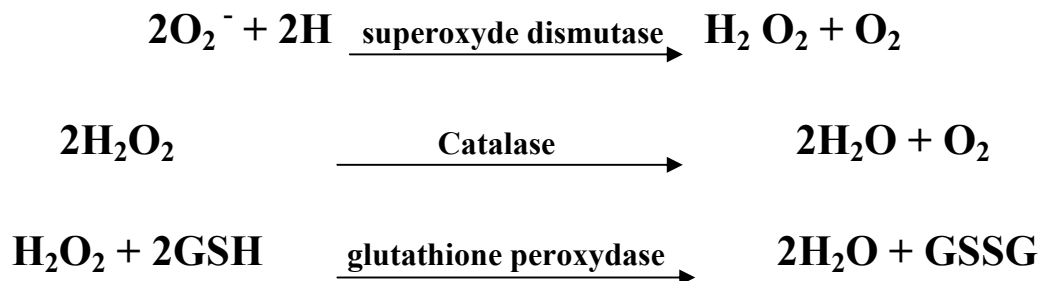 2O₂⁻ + 2H superoxyde dismutase H₂ O₂ + O₂
2H₂O₂ Catalase 2H₂O + O₂
H₂O₂ + 2GSH glutathione peroxydase 2H₂O + GSSG